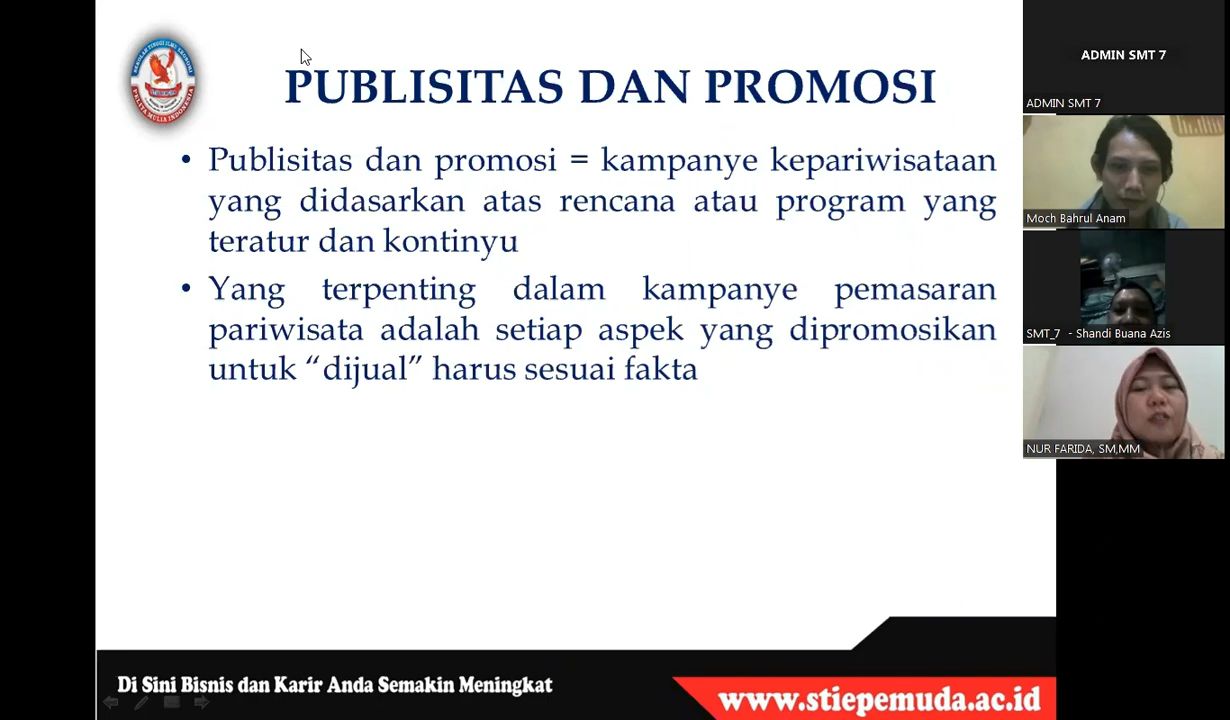 PUBLISITAS DAN PROMOSI
• Publisitas dan promosi = kampanye kepariwisataan
yang didasarkan atas rencana atau program yang
teratur dan kontinyu
• Yang terpenting dalam kampanye pemasaran
pariwisata adalah setiap aspek yang dipromosikan
untuk “dijual” harus sesuai fakta
Di Sini Bisnis dan Karir Anda Semakin Meningkat
www.stiepemuda.ac.id
ADMIN SMT 7
ADMIN SMT 7
Moch Bahrul Anam
SMT_7 - Shandi Buana Azis
NUR FARIDA, SM,MM